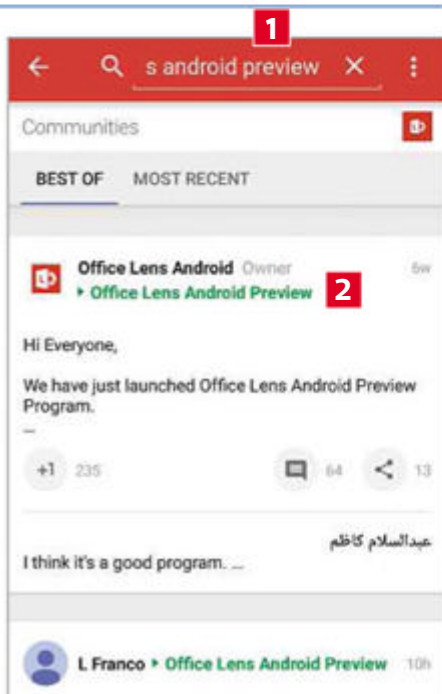 1
s android preview
Communities
BEST OF MOST RECENT
Office Lens Android Owner 6w
Office Lens Android Preview 2
Hi Everyone,
We have just launched Office Lens Android Preview
Program.
...
+1 235 64 13
عبدالسلام كاظم
I think it's a good program. ...
L Franco Office Lens Android Preview 10h